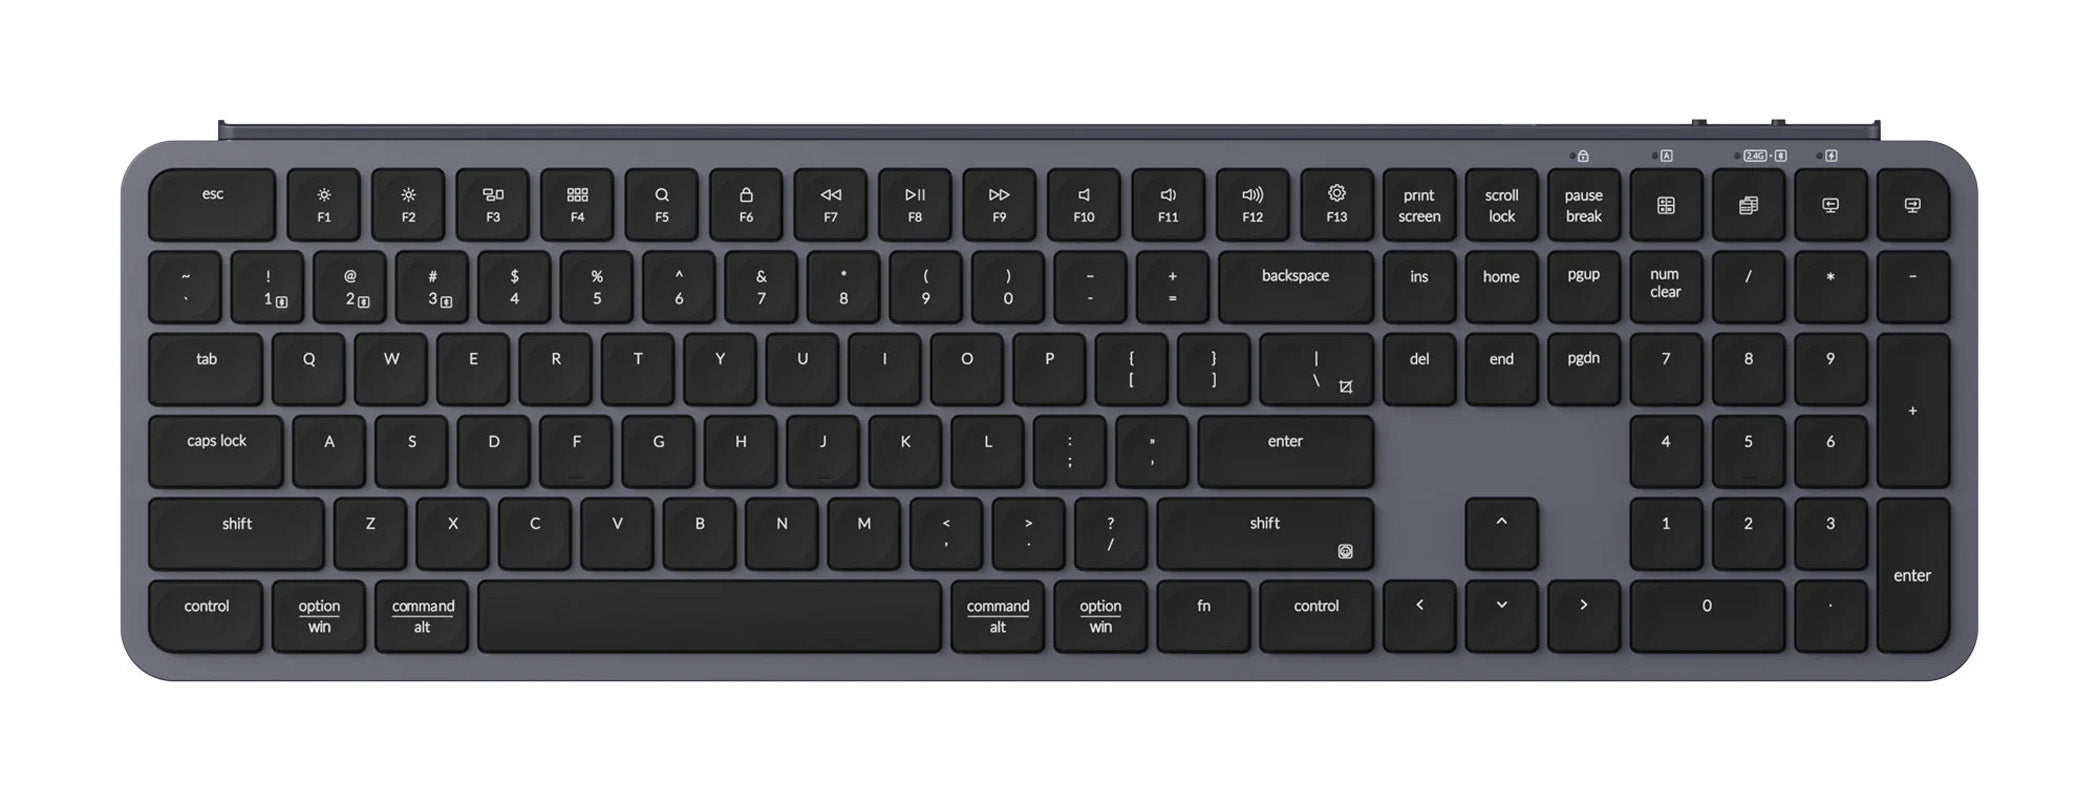 2.4G
A
esc
F1
F2
F3
F4
F5
F6
F7
F8
F9
F10
F11
F12
F13
print
screen
scroll
lock
pause
break
~
`
!
1
@
2
#
3
$
4
%
5
^
6
&
7
*
8
(
9
)
0
–
-
+
=
backspace
ins
home
pgup
num
clear
/
*
–
tab
Q
W
E
R
T
Y
U
I
O
P
{
[
}
]
|
\
del
end
pgdn
7
8
9
+
caps lock
A
S
D
F
G
H
J
K
L
:
;
"
'
enter
4
5
6
shift
Z
X
C
V
B
N
M
<
,
>
.
?
/
shift
^
1
2
3
enter
control
option
win
command
alt
command
alt
option
win
fn
control
<
>
0
.